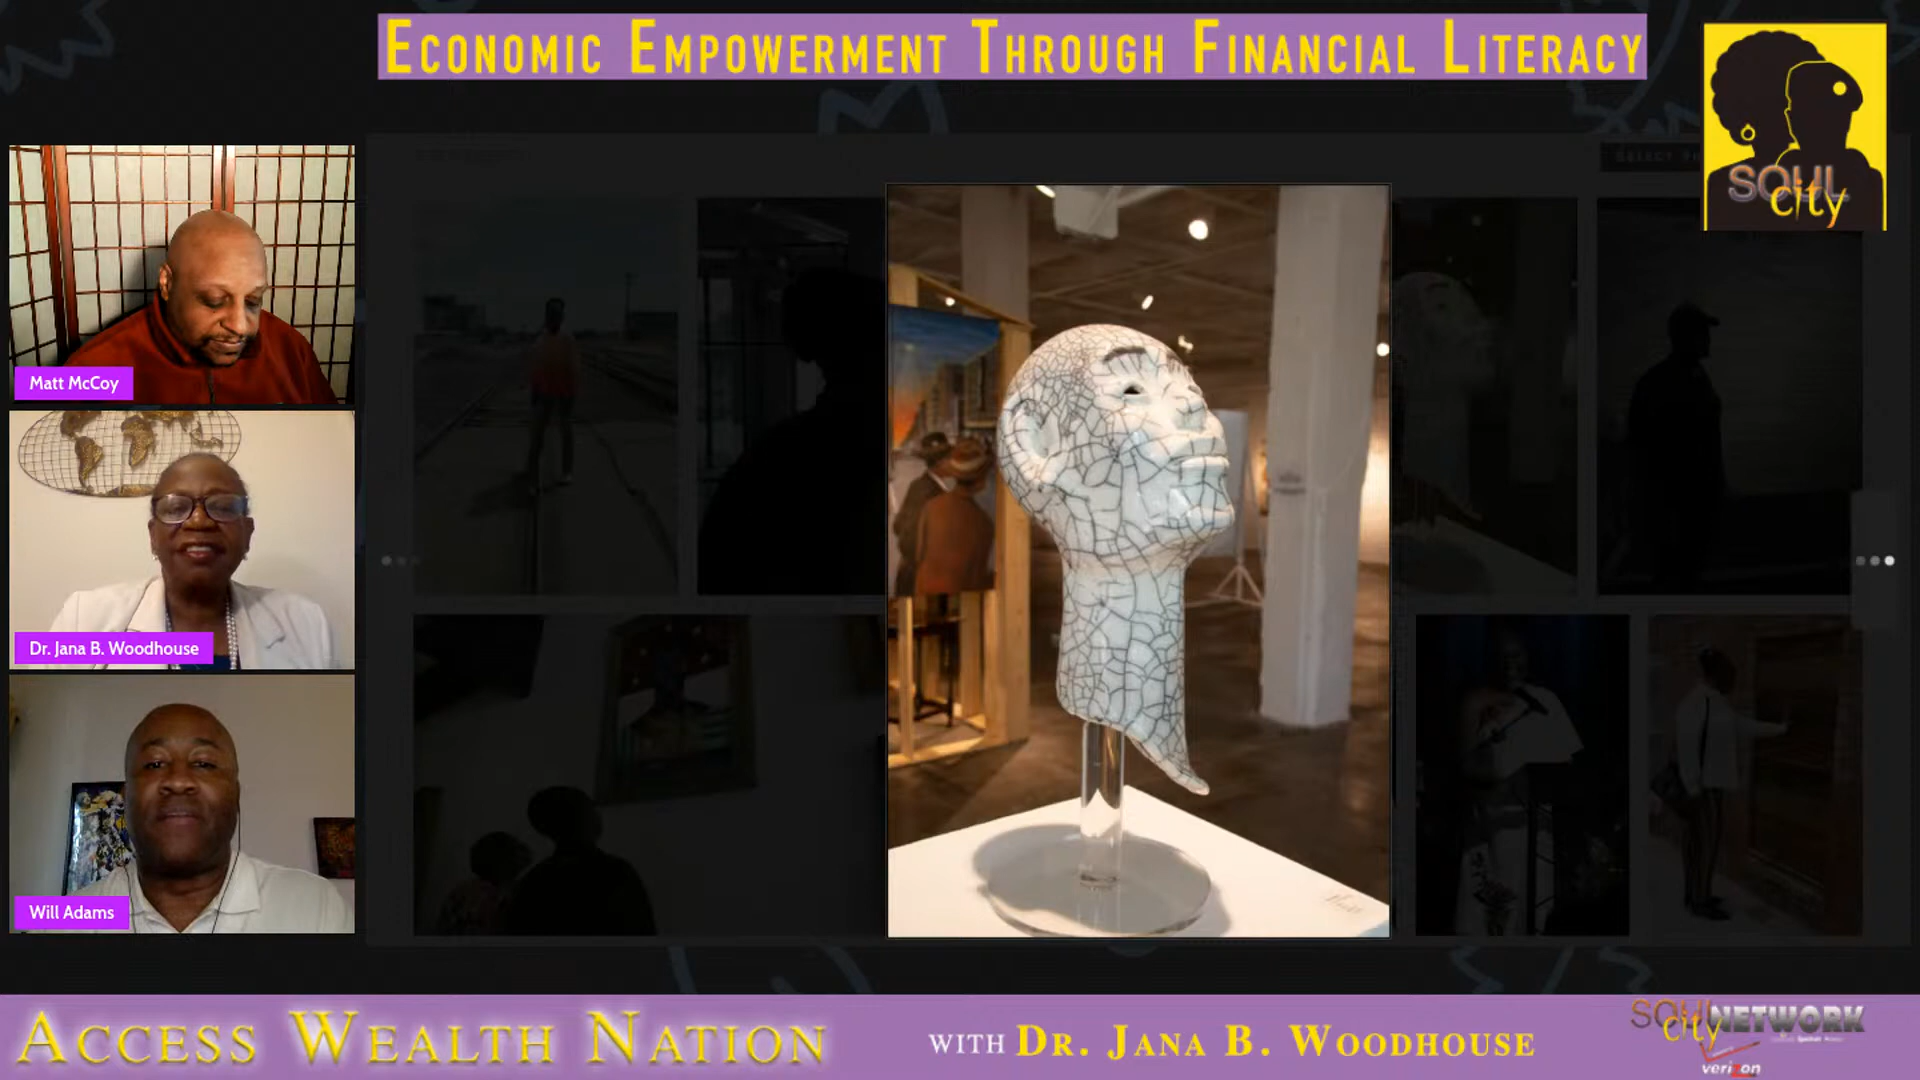 ECONOMIC EMPOWERMENT THROUGH FINANCIAL LITERACY
SOUL
city
Matt McCoy
Dr. Jana B. Woodhouse
Will Adams
ACCESS WEALTH NATION
WITH DR. JANA B. WOODHOUSE
SOUL
city NETWORK
verizon